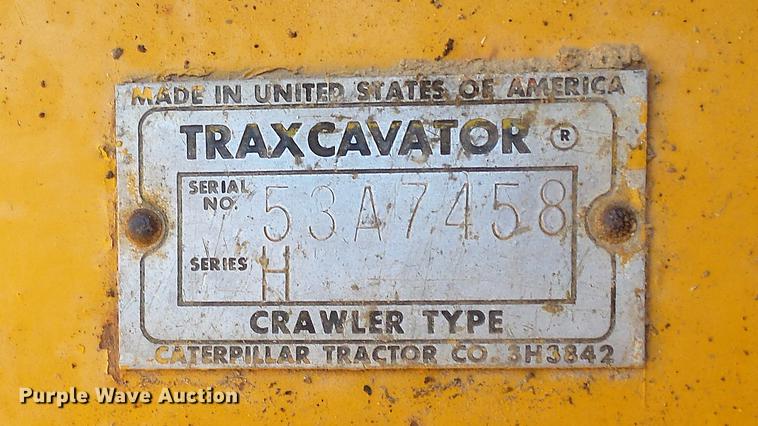 MADE IN UNITED STATES OF AMERICA
TRAXCAVATOR ®
SERIAL NO. 53A7458
SERIES H
CRAWLER TYPE
CATERPILLAR TRACTOR CO. 3H3842
Purple Wave Auction